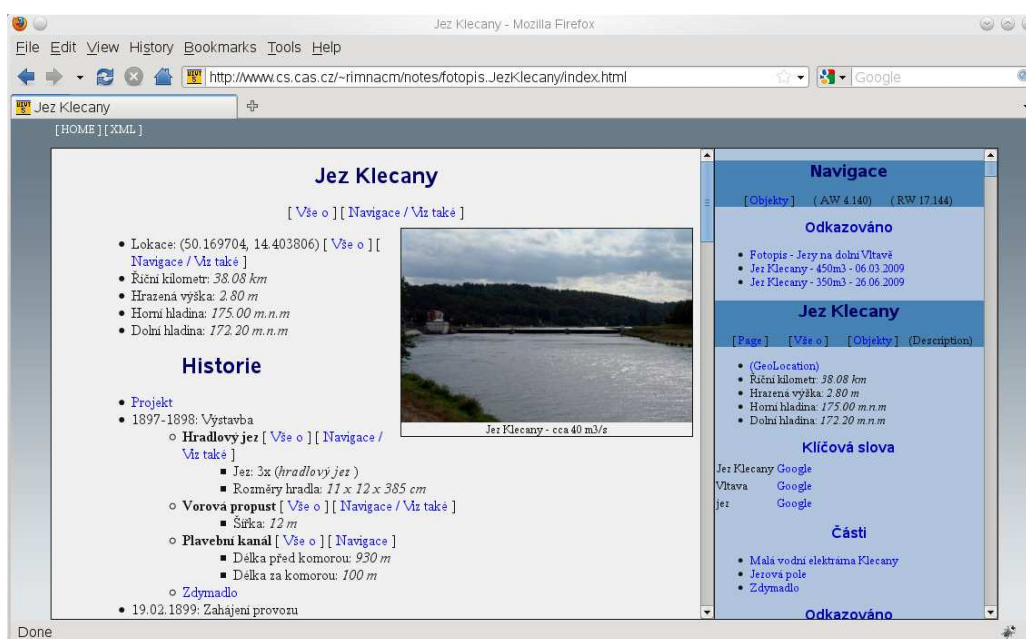 Jez Klecany - Mozilla Firefox
File Edit View History Bookmarks Tools Help
http://www.cs.cas.cz/~rimnacm/notes/fotopis.JezKlecany/index.html
Google
Jez Klecany
[ HOME ] [ XML ]
Jez Klecany
[ Vše o ] [ Navigace / Viz také ]
• Lokace: (50.169704, 14.403806) [ Vše o ] [
Navigace / Viz také ]
• Říční kilometr: 38.08 km
• Hrazená výška: 2.80 m
• Horní hladina: 175.00 m.n.m
• Dolní hladina: 172.20 m.n.m
Jez Klecany - cca 40 m3/s
Historie
• Projekt
• 1897-1898: Výstavba
Hradlový jez [ Vše o ] [ Navigace /
Viz také ]
Jez: 3x (hradlový jez )
Rozměry hradla: 11 x 12 x 385 cm
Vorová propust [ Vše o ] [ Navigace / Viz také ]
Šířka: 12 m
Plavební kanál [ Vše o ] [ Navigace ]
Délka před komorou: 930 m
Délka za komorou: 100 m
Zdymadlo
• 19.02.1899: Zahájení provozu
Navigace
[ Objekty ] ( AW 4.140) ( RW 17.144)
Odkazováno
• Fotopis - Jezy na dolní Vltavě
• Jez Klecany - 450m3 - 06.03.2009
• Jez Klecany - 350m3 - 26.06.2009
Jez Klecany
[ Page ] [ Vše o ] [ Objekty ] (Description)
• (GeoLocation)
• Říční kilometr: 38.08 km
• Hrazená výška: 2.80 m
• Horní hladina: 175.00 m.n.m
• Dolní hladina: 172.20 m.n.m
Klíčová slova
Jez Klecany Google
Vltava Google
jez Google
Části
• Malá vodní elektrárna Klecany
• Jezová pole
• Zdymadlo
Odkazováno
Done